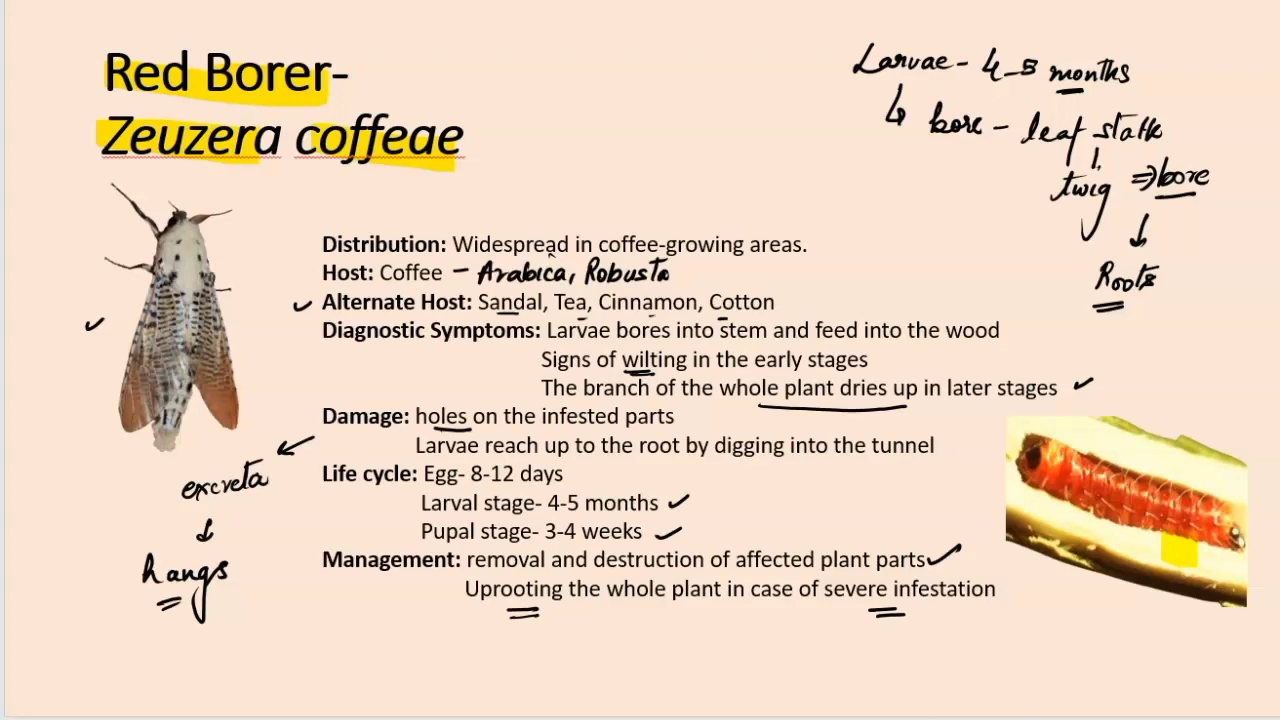 Red Borer-
Zeuzera coffeae
Larvae - 4-5 months
↳ bore - leaf stalk
↓
twig ⇒ bore
↓
Roots
Distribution: Widespread in coffee-growing areas.
Host: Coffee - Arabica, Robusta
Alternate Host: Sandal, Tea, Cinnamon, Cotton
Diagnostic Symptoms: Larvae bores into stem and feed into the wood
Signs of wilting in the early stages
The branch of the whole plant dries up in later stages
Damage: holes on the infested parts
Larvae reach up to the root by digging into the tunnel
Life cycle: Egg- 8-12 days
Larval stage- 4-5 months
Pupal stage- 3-4 weeks
Management: removal and destruction of affected plant parts
Uprooting the whole plant in case of severe infestation
excreta
↓
hangs